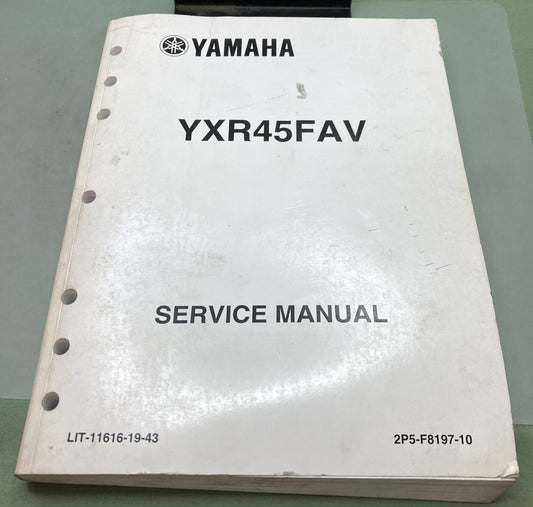 YAMAHA
YXR45FAV
SERVICE MANUAL
LIT-11616-19-43
2P5-F8197-10